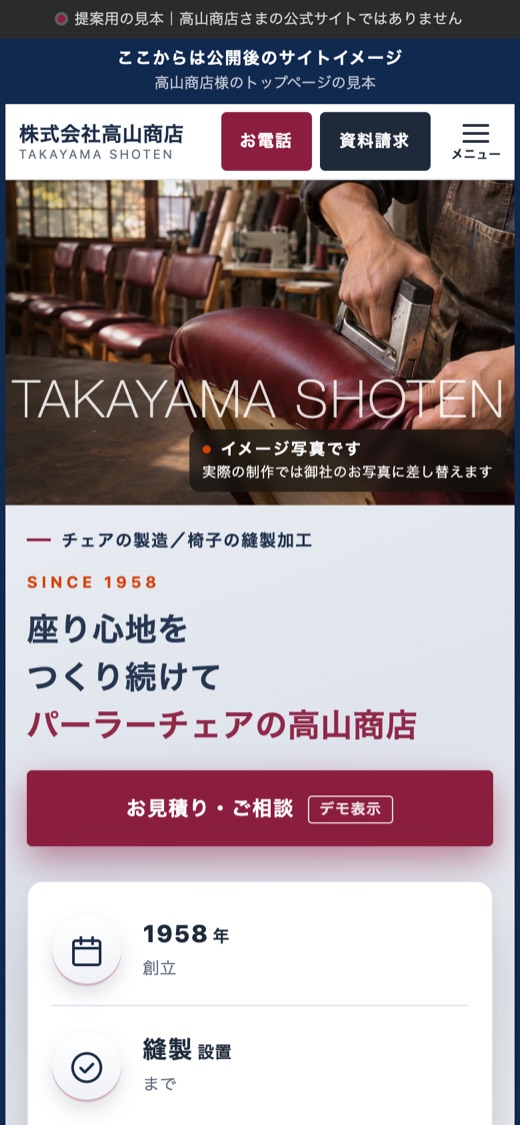 提案用の見本｜高山商店さまの公式サイトではありません
ここからは公開後のサイトイメージ
高山商店様のトップページの見本
株式会社高山商店
TAKAYAMA SHOTEN
お電話
資料請求
メニュー
TAKAYAMA SHOTEN
イメージ写真です
実際の制作では御社のお写真に差し替えます
チェアの製造／椅子の縫製加工
SINCE 1958
座り心地を
つくり続けて
パーラーチェアの高山商店
お見積り・ご相談 デモ表示
1958 年
創立
縫製 設置
まで